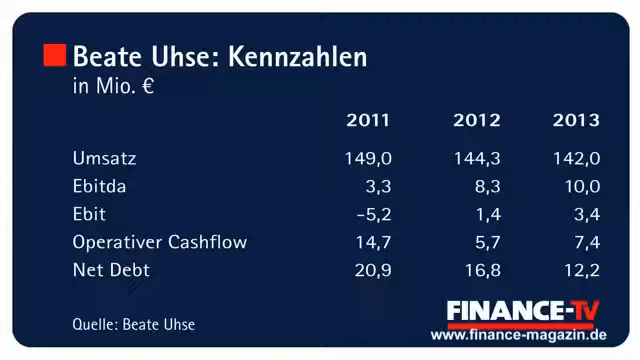 Beate Uhse: Kennzahlen
in Mio. €
2011 2012 2013
Umsatz 149,0 144,3 142,0
Ebitda 3,3 8,3 10,0
Ebit -5,2 1,4 3,4
Operativer Cashflow 14,7 5,7 7,4
Net Debt 20,9 16,8 12,2
FINANCE-TV
Quelle: Beate Uhse
www.finance-magazin.de